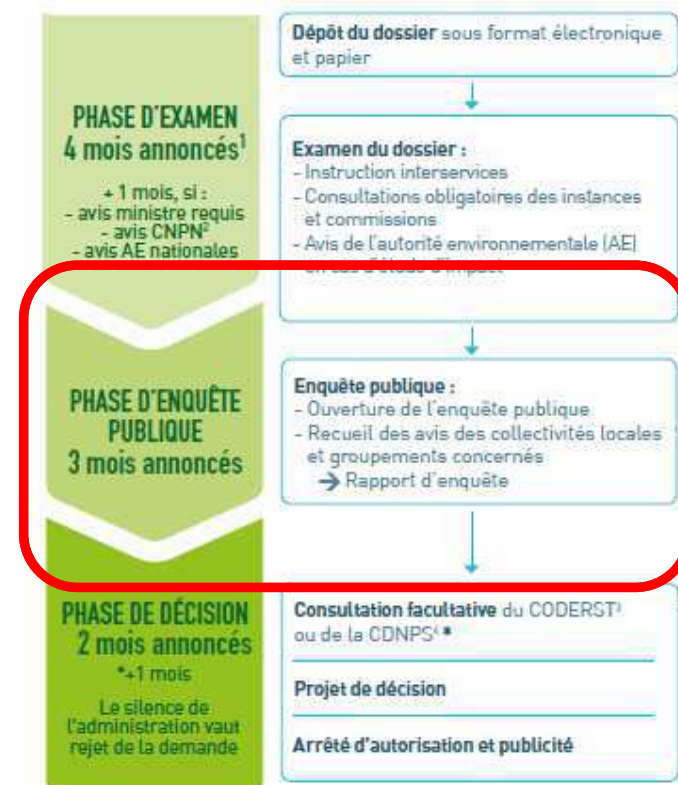 Dépôt du dossier sous format électronique
et papier
PHASE D'EXAMEN
4 mois annoncés¹
+ 1 mois, si :
- avis ministre requis
- avis CNPN²
- avis AE nationales
Examen du dossier :
- Instruction interservices
- Consultations obligatoires des instances
et commissions
- Avis de l'autorité environnementale (AE)
en cas d'étude d'impact
PHASE D'ENQUÊTE
PUBLIQUE
3 mois annoncés
Enquête publique :
- Ouverture de l'enquête publique
- Recueil des avis des collectivités locales
et groupements concernés
→ Rapport d'enquête
PHASE DE DÉCISION
2 mois annoncés
*+1 mois
Le silence de
l'administration vaut
rejet de la demande
Consultation facultative du CODERST³
ou de la CDNPS⁴ *
Projet de décision
Arrêté d'autorisation et publicité